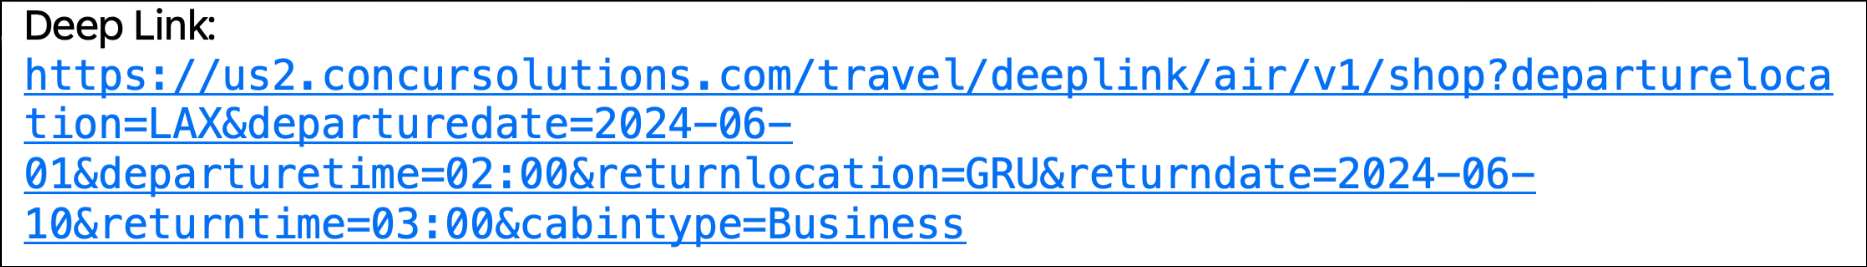 Deep Link:
https://us2.concursolutions.com/travel/deeplink/air/v1/shop?departureloca
tion=LAX&departuredate=2024-06-
01&departuretime=02:00&returnlocation=GRU&returndate=2024-06-
10&returntime=03:00&cabintype=Business